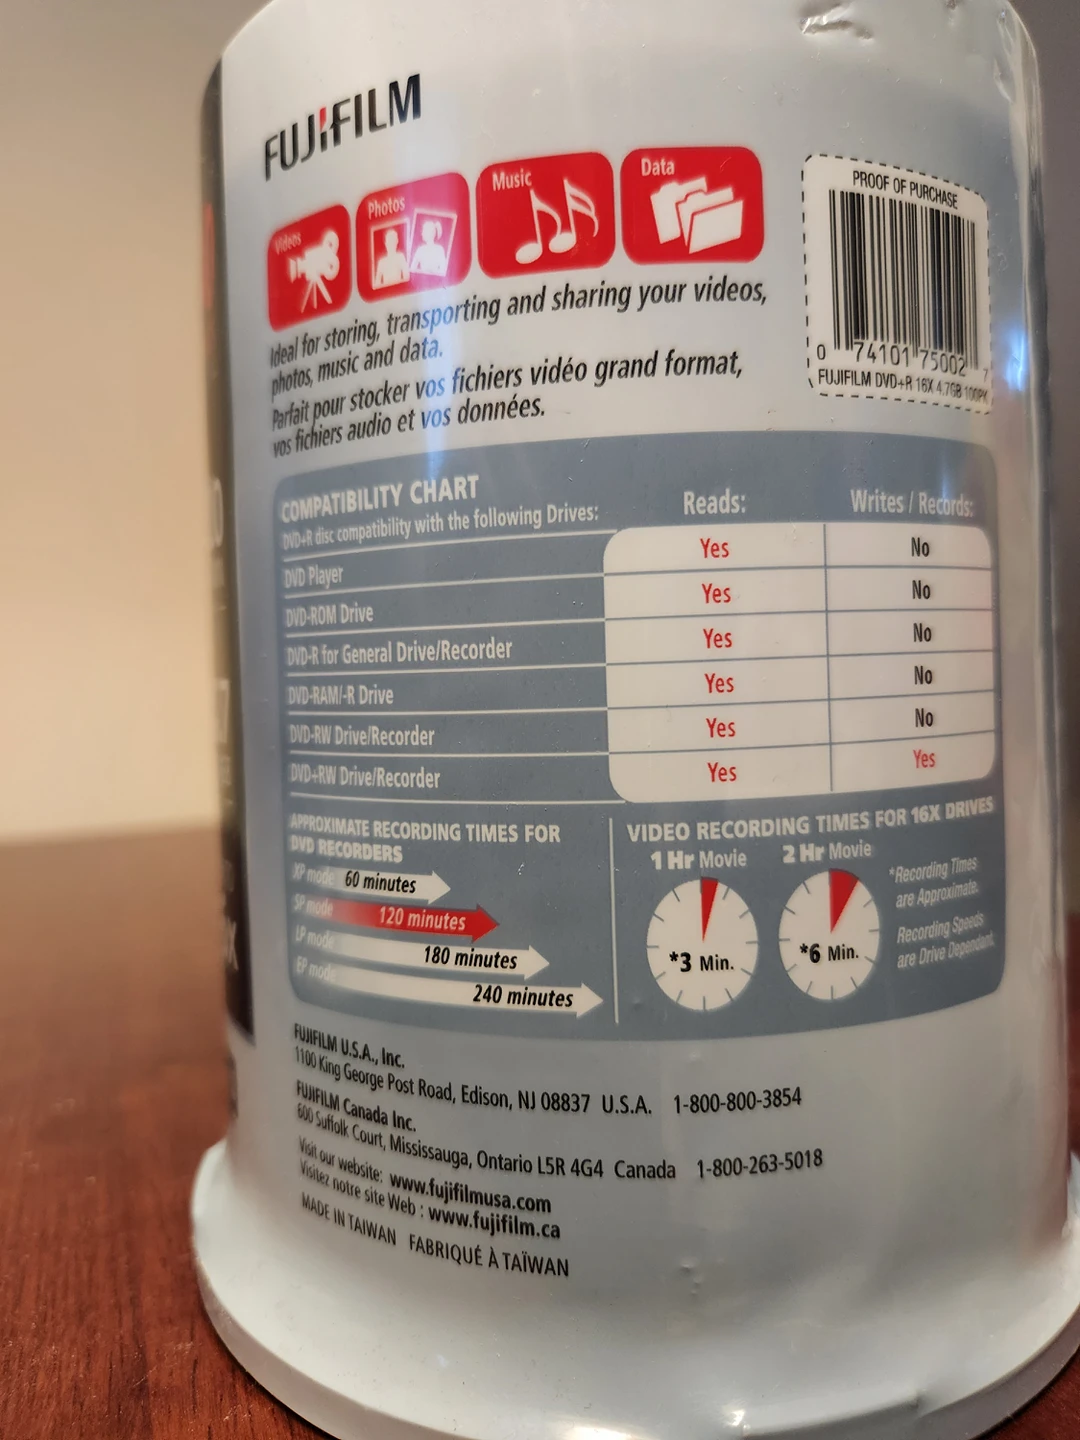 FUJIFILM
Videos
Photos
Music
Data
Ideal for storing, transporting and sharing your videos,
photos, music and data.
Parfait pour stocker vos fichiers vidéo grand format,
vos fichiers audio et vos données.
PROOF OF PURCHASE
0 74101 75002 7
FUJIFILM DVD+R 16X 4.7GB 100PK
COMPATIBILITY CHART
DVD+R disc compatibility with the following Drives: Reads: Writes / Records:
DVD Player Yes No
DVD-ROM Drive Yes No
DVD-R for General Drive/Recorder Yes No
DVD-RAM/-R Drive Yes No
DVD-RW Drive/Recorder Yes No
DVD+RW Drive/Recorder Yes Yes
APPROXIMATE RECORDING TIMES FOR
DVD RECORDERS
XP mode 60 minutes
SP mode 120 minutes
LP mode 180 minutes
EP mode 240 minutes
VIDEO RECORDING TIMES FOR 16X DRIVES
1 Hr Movie
*3 Min.
2 Hr Movie
*6 Min.
*Recording Times
are Approximate.
Recording Speeds
are Drive Dependant
FUJIFILM U.S.A., Inc.
1100 King George Post Road, Edison, NJ 08837 U.S.A. 1-800-800-3854
FUJIFILM Canada Inc.
600 Suffolk Court, Mississauga, Ontario L5R 4G4 Canada 1-800-263-5018
Visit our website: www.fujifilmusa.com
Visitez notre site Web : www.fujifilm.ca
MADE IN TAIWAN FABRIQUÉ À TAÏWAN